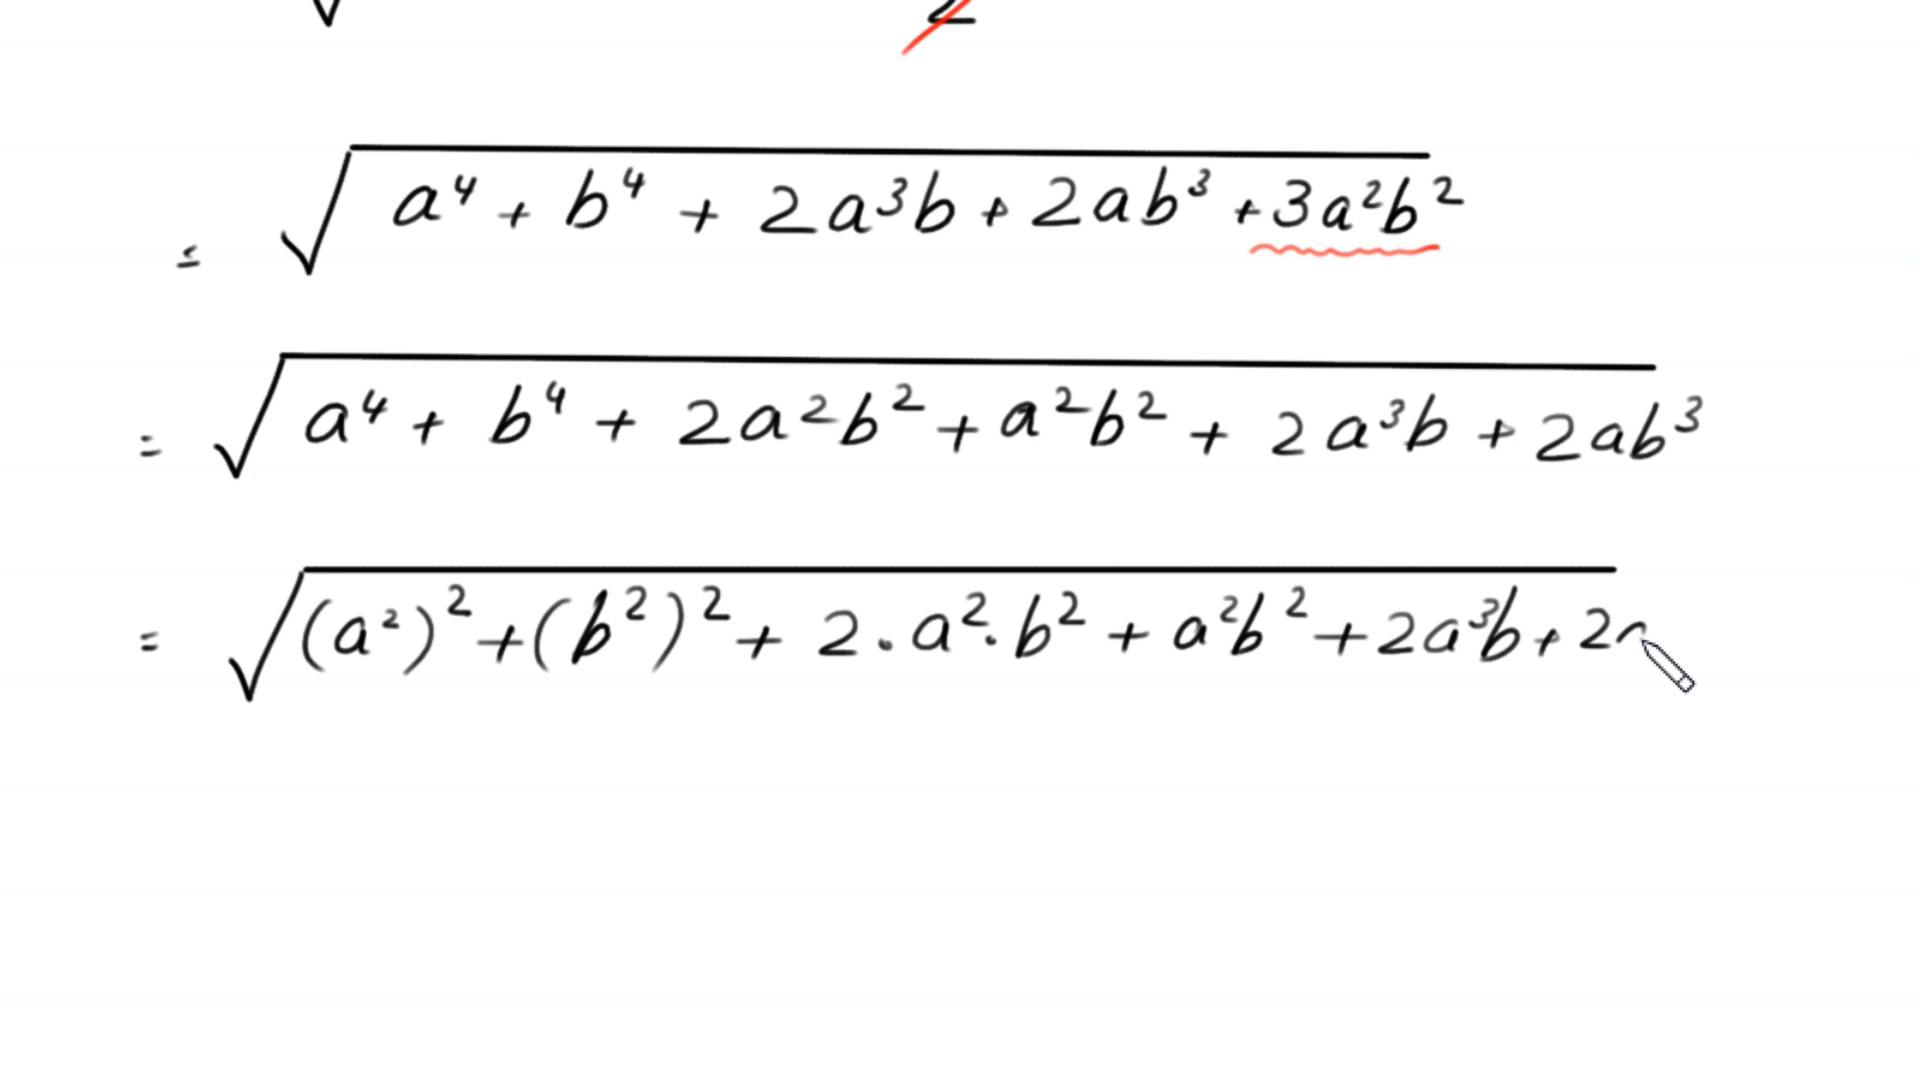 √ 2
= √(a⁴ + b⁴ + 2a³b + 2ab³ + 3a²b²)
= √(a⁴ + b⁴ + 2a²b² + a²b² + 2a³b + 2ab³)
= √((a²)² + (b²)² + 2 · a² · b² + a²b² + 2a³b + 2